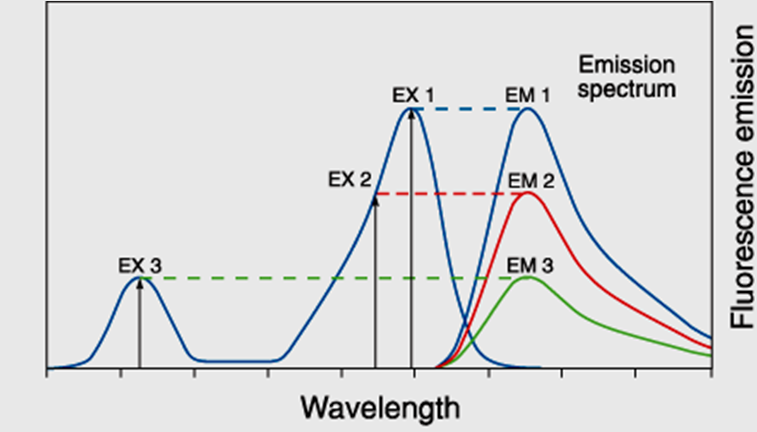 Emission
spectrum
EX 1
EM 1
EX 2
EM 2
EX 3
EM 3
Wavelength
Fluorescence emission